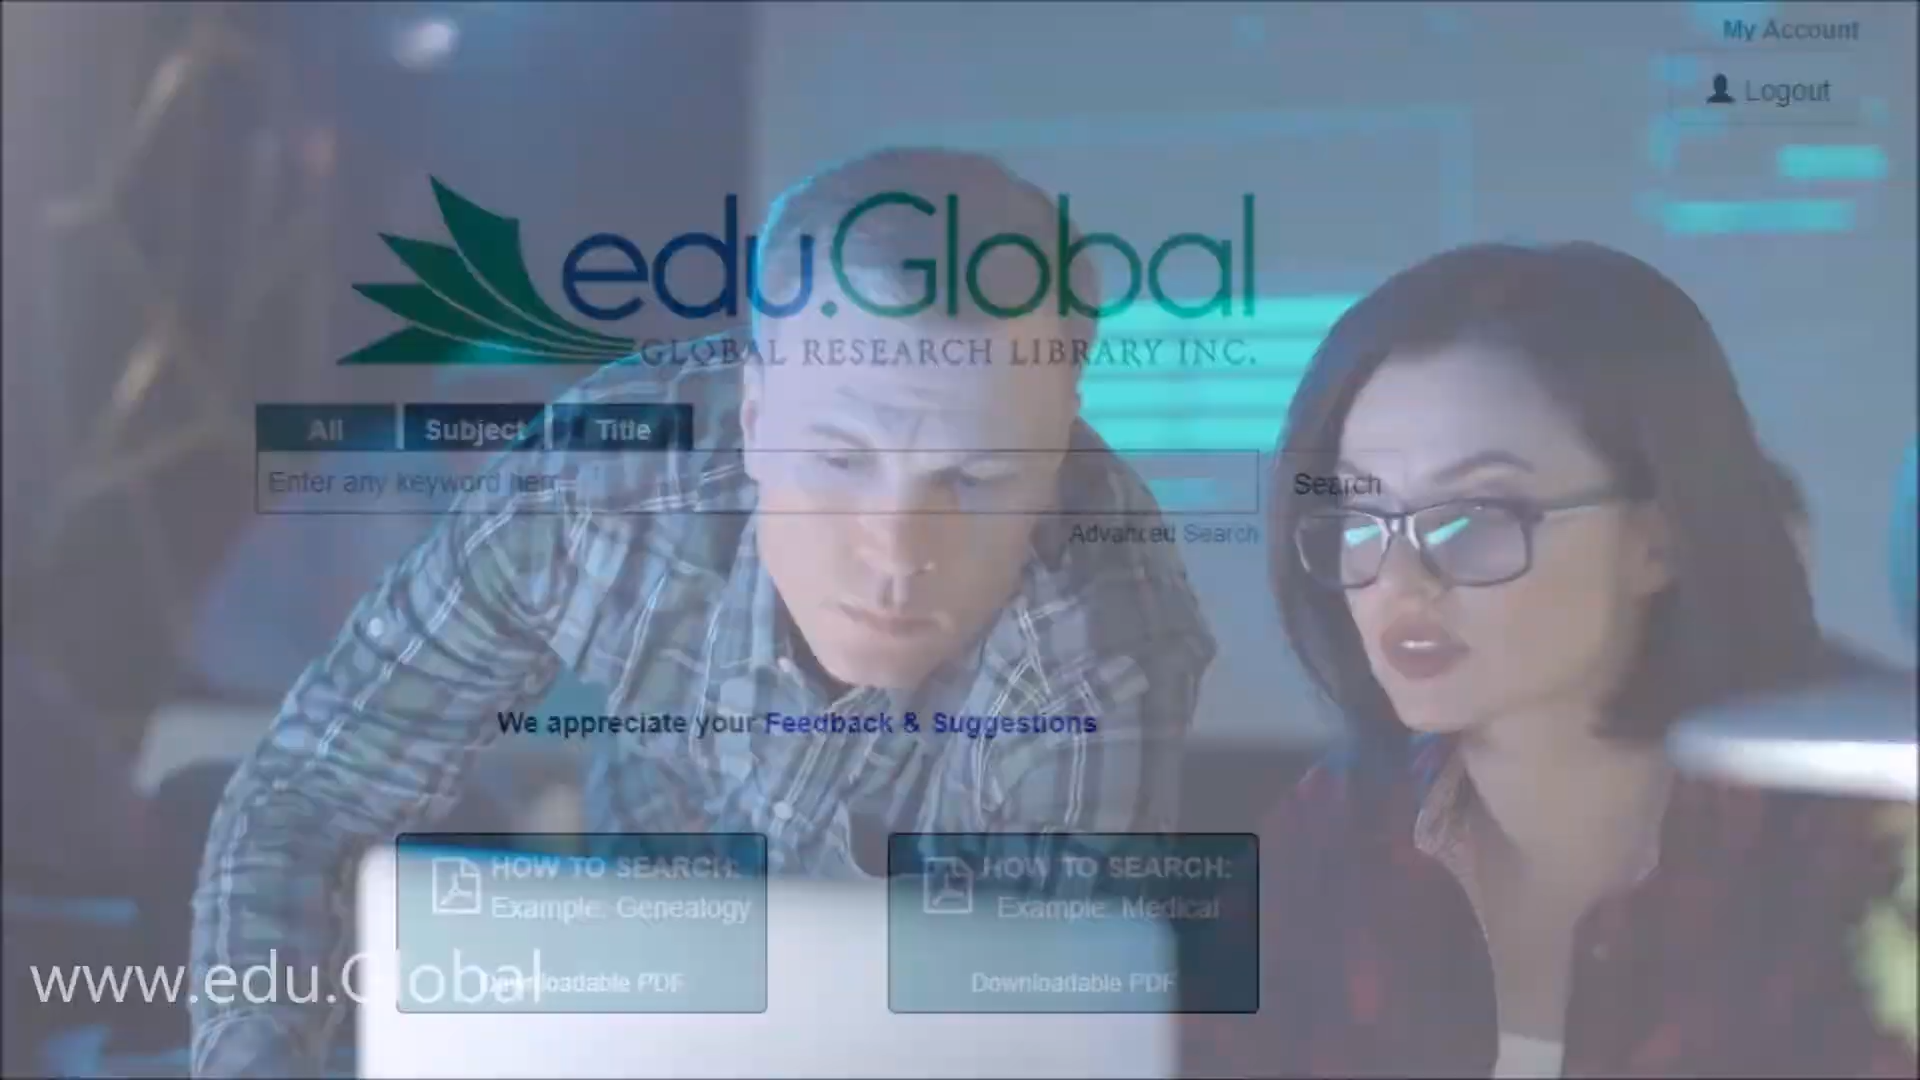 My Account
Logout
edu.Global
GLOBAL RESEARCH LIBRARY INC.
All Subject Title
Enter any keyword here
Search
Advanced Search
We appreciate your Feedback & Suggestions
HOW TO SEARCH:
Example: Genealogy
Downloadable PDF
HOW TO SEARCH:
Example: Medical
Downloadable PDF
www.edu.Global